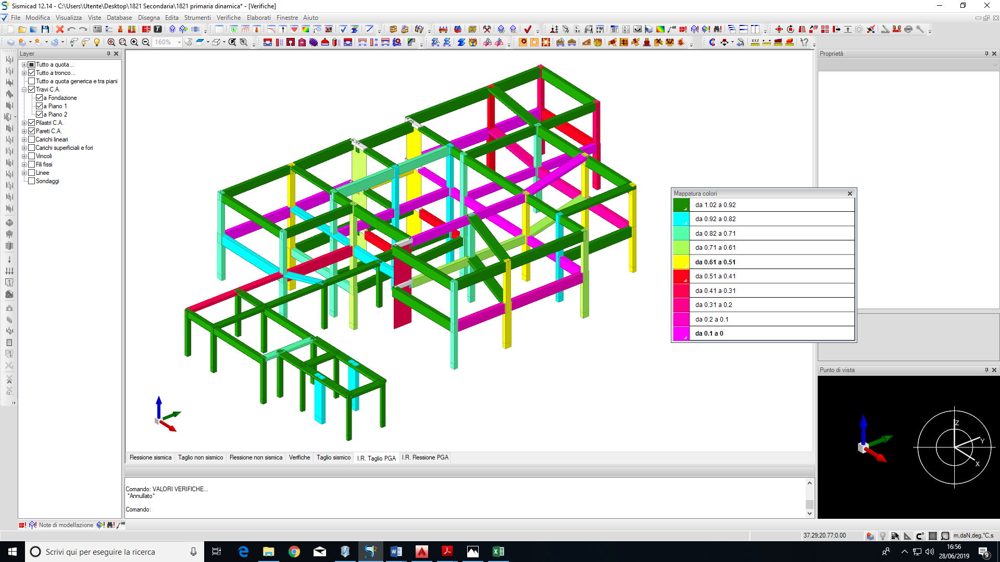 Sismicad 12.14 - C:\Users\Utente\Desktop\1821 Secondaria\1821 primaria dinamica* - [Verifiche]
File Modifica Visualizza Viste Database Disegna Edita Strumenti Verifiche Elaborati Finestre Aiuto
160%
Layer
Tutto a quota...
Tutto a tronco...
Tutto a quota generica e tra piani
Travi C.A.
a Fondazione
a Piano 1
a Piano 2
Pilastri C.A.
Pareti C.A.
Carichi lineari
Carichi superficiali e fori
Vincoli
Fili fissi
Linee
Sondaggi
Proprietà
Mappatura colori
da 1.02 a 0.92
da 0.92 a 0.82
da 0.82 a 0.71
da 0.71 a 0.61
da 0.61 a 0.51
da 0.51 a 0.41
da 0.41 a 0.31
da 0.31 a 0.2
da 0.2 a 0.1
da 0.1 a 0
Punto di vista
Z
Y
X
Flessione sismica Taglio non sismico Flessione non sismica Verifiche Taglio sismico I.R. Taglio PGA I.R. Flessione PGA
Comando: VALORI VERIFICHE...
*Annullato*
Comando:
Note di modellazione
37.29;20.77;0.00
m,daN,deg,°C,s
Scrivi qui per eseguire la ricerca
16:56
28/06/2019
9